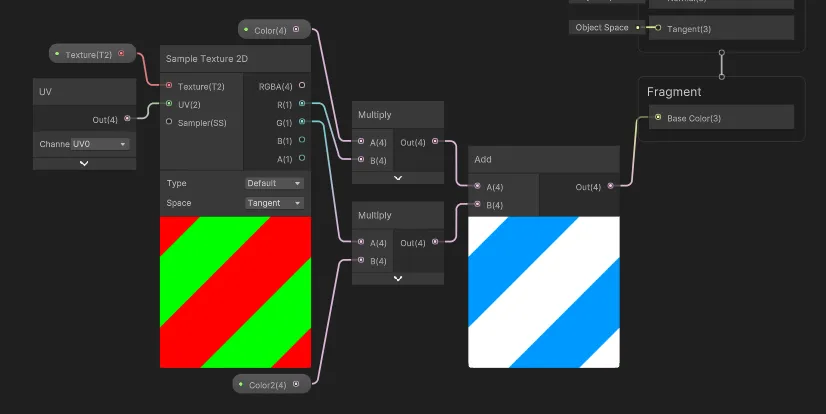 Object Space
Tangent(3)
Color(4)
Texture(T2)
Sample Texture 2D
UV
Out(4)
Channe UV0
Texture(T2)
UV(2)
Sampler(SS)
RGBA(4)
R(1)
G(1)
B(1)
A(1)
Type
Default
Space
Tangent
Multiply
A(4)
B(4)
Out(4)
Multiply
A(4)
B(4)
Out(4)
Add
A(4)
B(4)
Out(4)
Fragment
Base Color(3)
Color2(4)